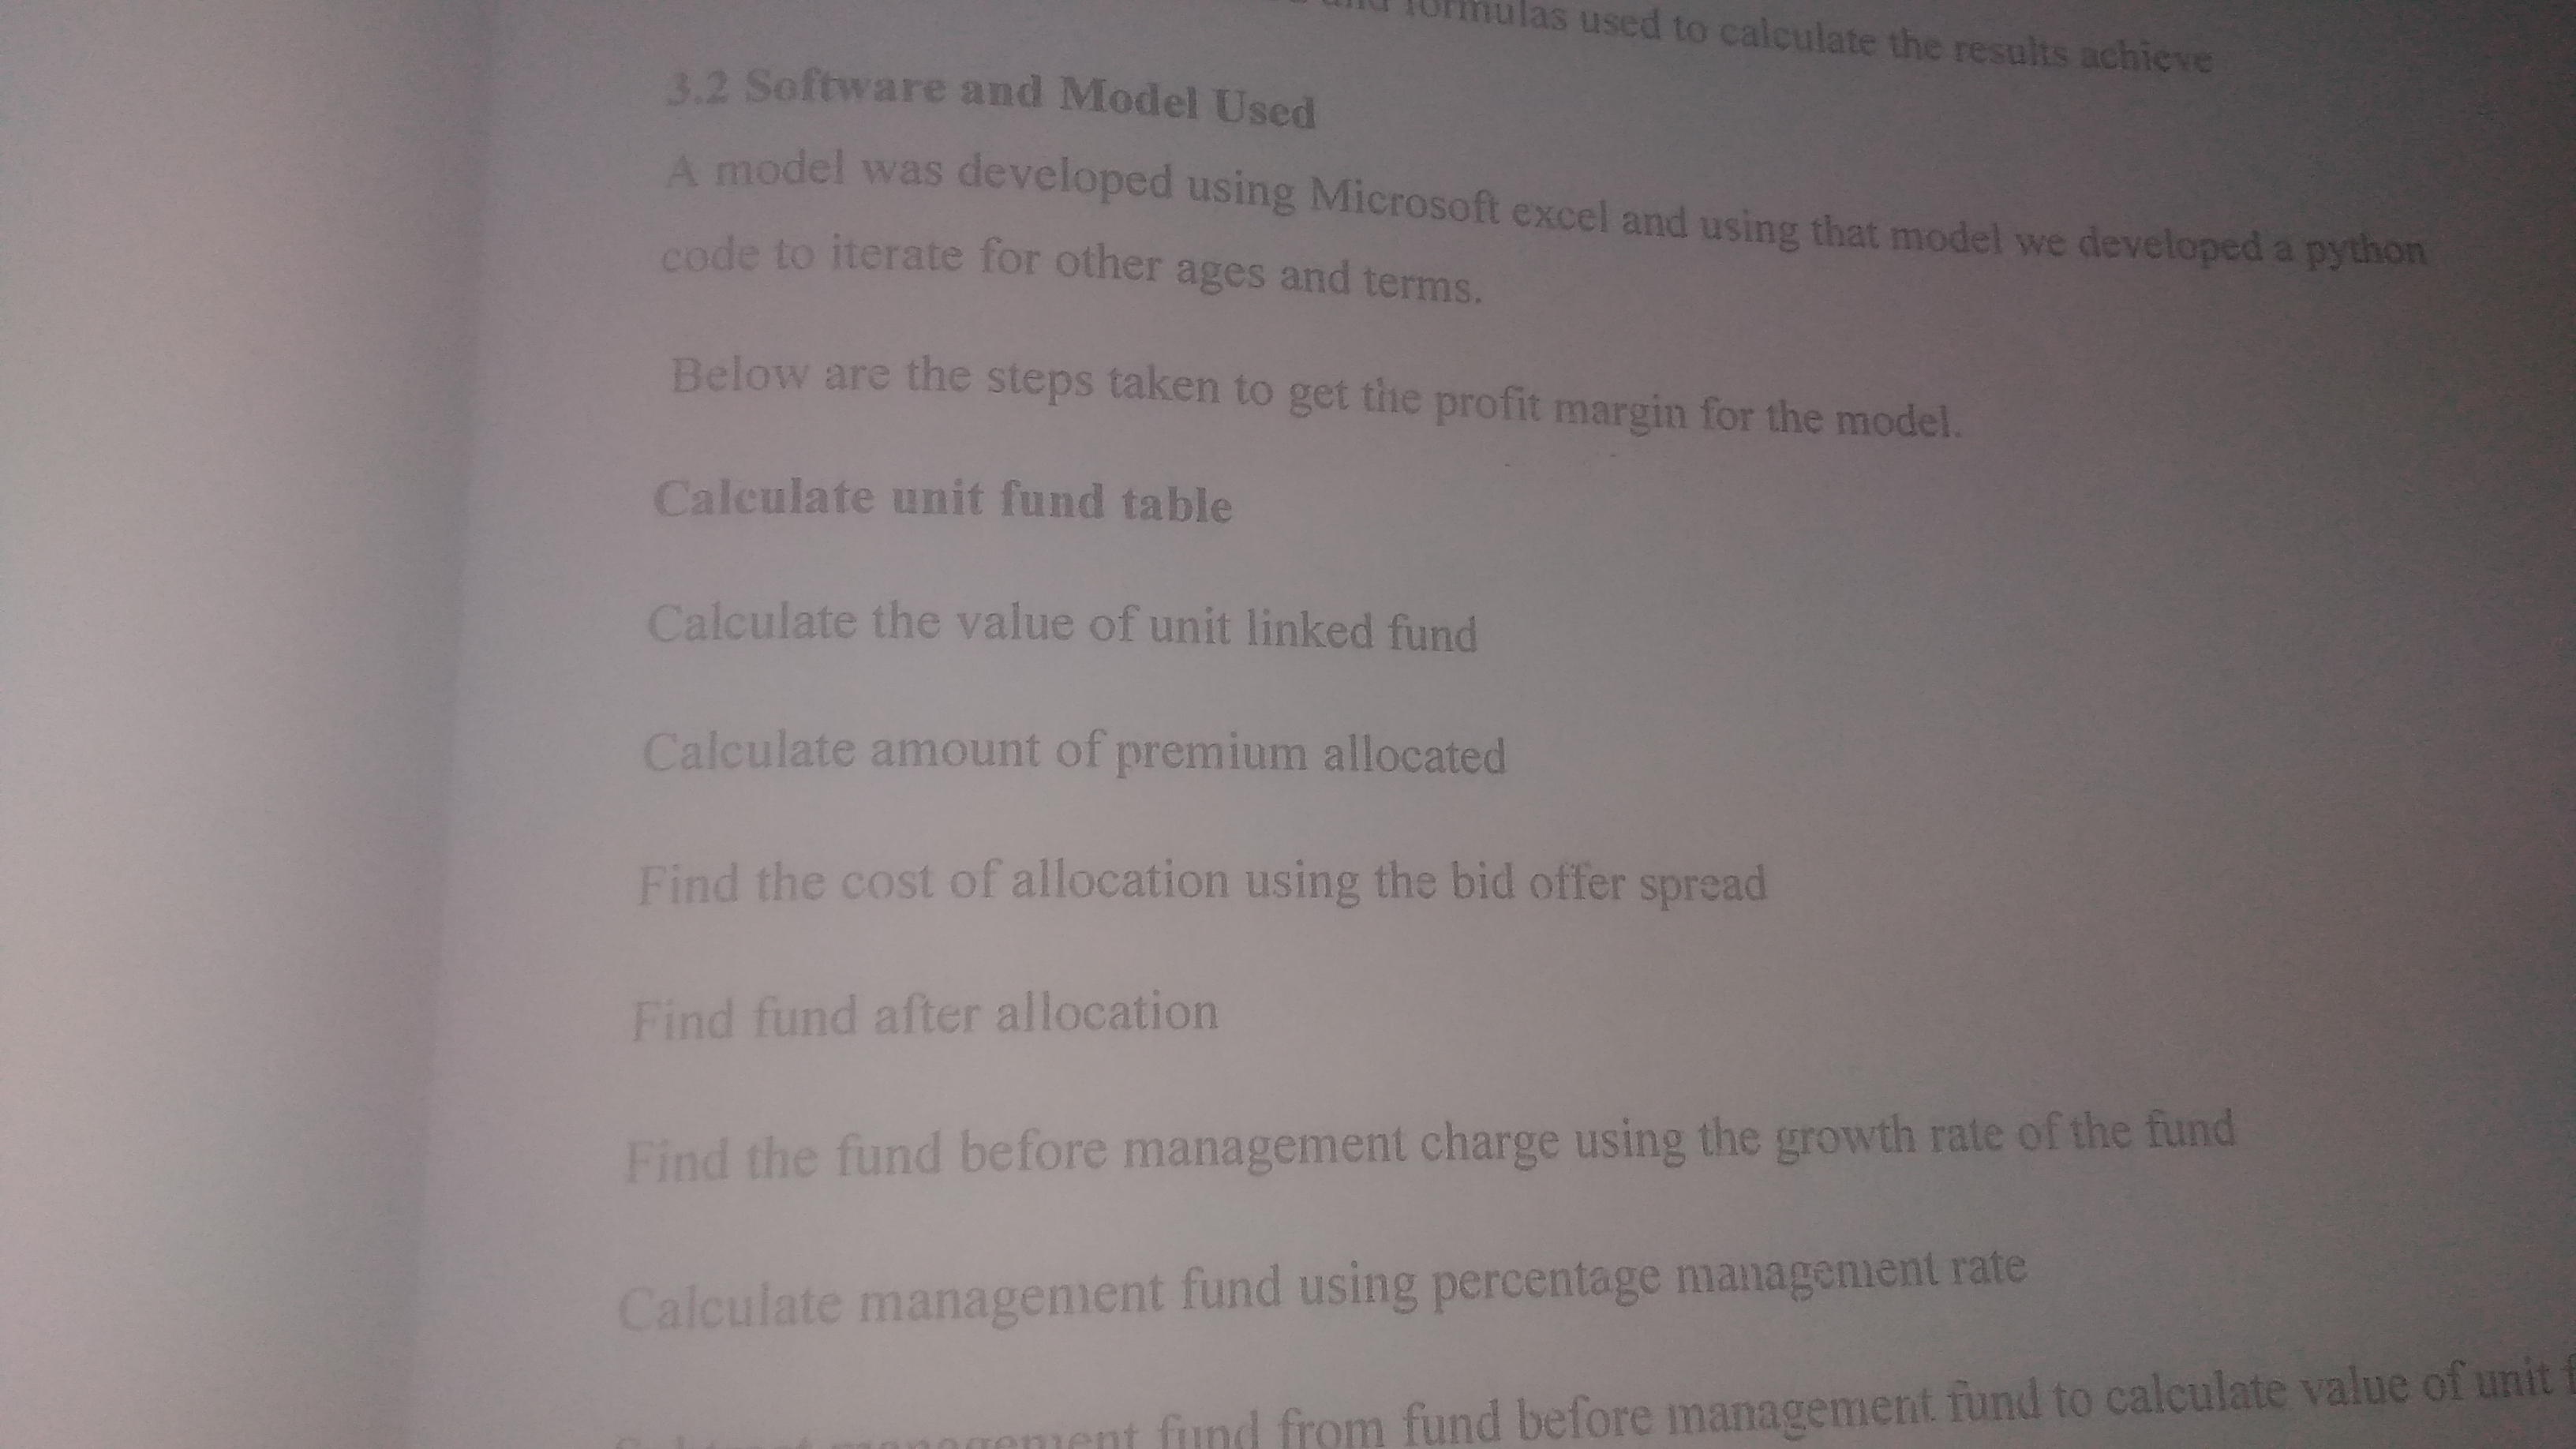 formulas used to calculate the results achieve
3.2 Software and Model Used
A model was developed using Microsoft excel and using that model we developed a python
code to iterate for other ages and terms.
Below are the steps taken to get the profit margin for the model.
Calculate unit fund table
Calculate the value of unit linked fund
Calculate amount of premium allocated
Find the cost of allocation using the bid offer spread
Find fund after allocation
Find the fund before management charge using the growth rate of the fund
Calculate management fund using percentage management rate
management fund from fund before management fund to calculate value of unit